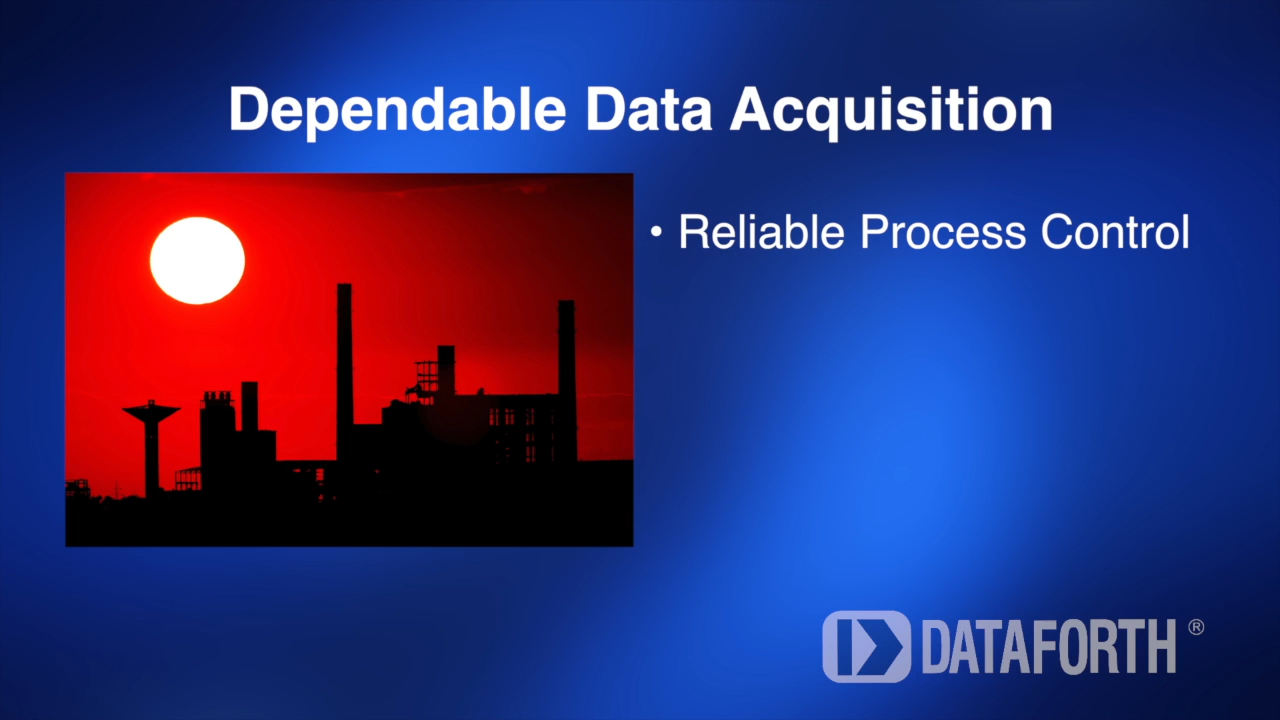 Dependable Data Acquisition
• Reliable Process Control
DATAFORTH®